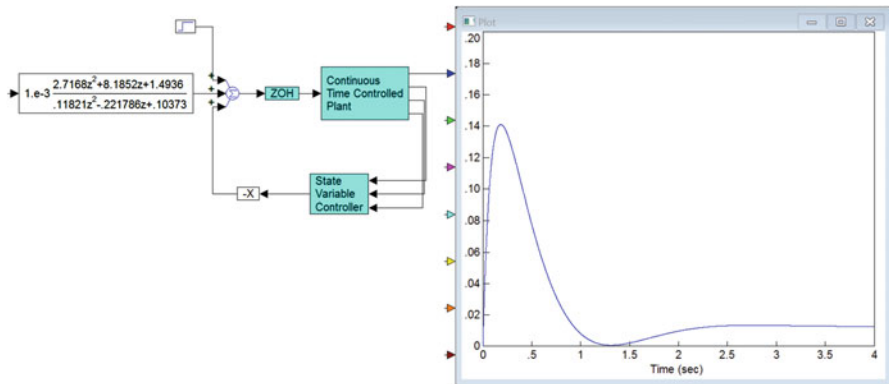 1.e-3
2.7168z²+8.1852z+1.4936
.11821z²-.221786z+.10373
+
+
+
Σ
ZOH
Continuous
Time Controlled
Plant
State
Variable
Controller
-X
Plot
.20
.18
.16
.14
.12
.10
.08
.06
.04
.02
0
0 .5 1 1.5 2 2.5 3 3.5 4
Time (sec)